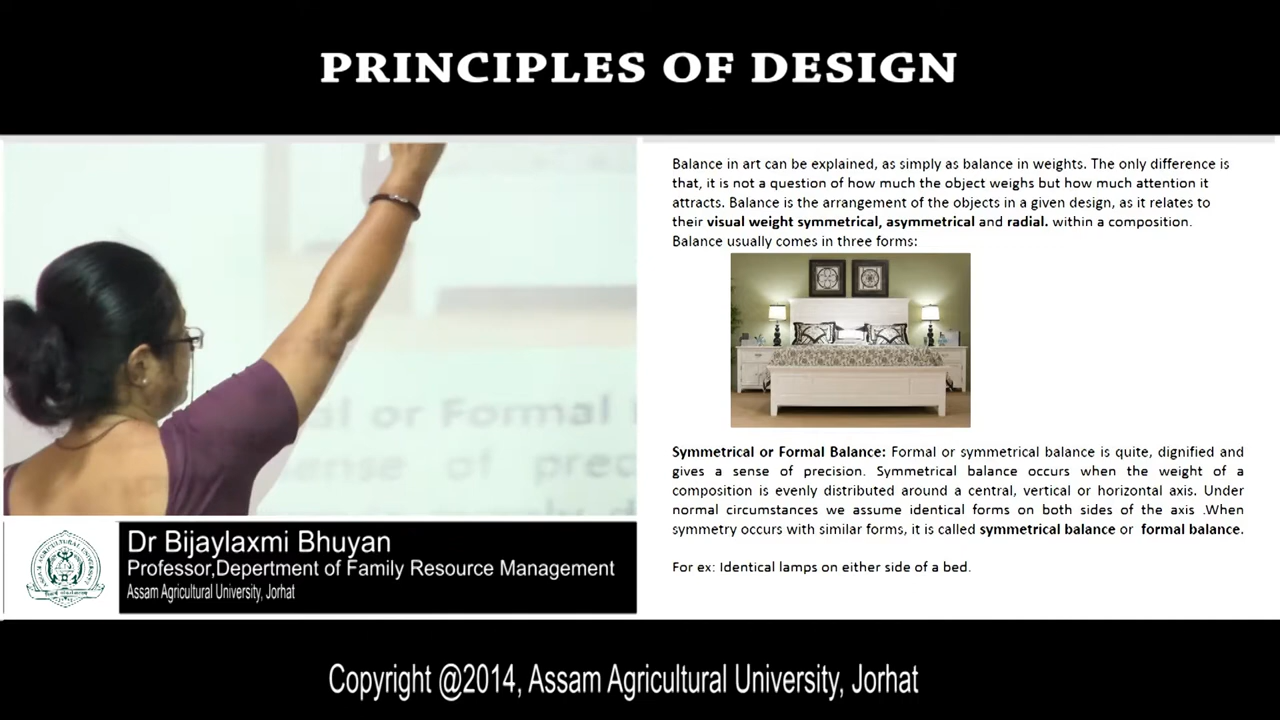 PRINCIPLES OF DESIGN
al or Formal
ense of prec
Dr Bijaylaxmi Bhuyan
Professor,Depertment of Family Resource Management
Assam Agricultural University, Jorhat
Balance in art can be explained, as simply as balance in weights. The only difference is
that, it is not a question of how much the object weighs but how much attention it
attracts. Balance is the arrangement of the objects in a given design, as it relates to
their visual weight symmetrical, asymmetrical and radial. within a composition.
Balance usually comes in three forms:
Symmetrical or Formal Balance: Formal or symmetrical balance is quite, dignified and
gives a sense of precision. Symmetrical balance occurs when the weight of a
composition is evenly distributed around a central, vertical or horizontal axis. Under
normal circumstances we assume identical forms on both sides of the axis .When
symmetry occurs with similar forms, it is called symmetrical balance or formal balance.
For ex: Identical lamps on either side of a bed.
Copyright @2014, Assam Agricultural University, Jorhat